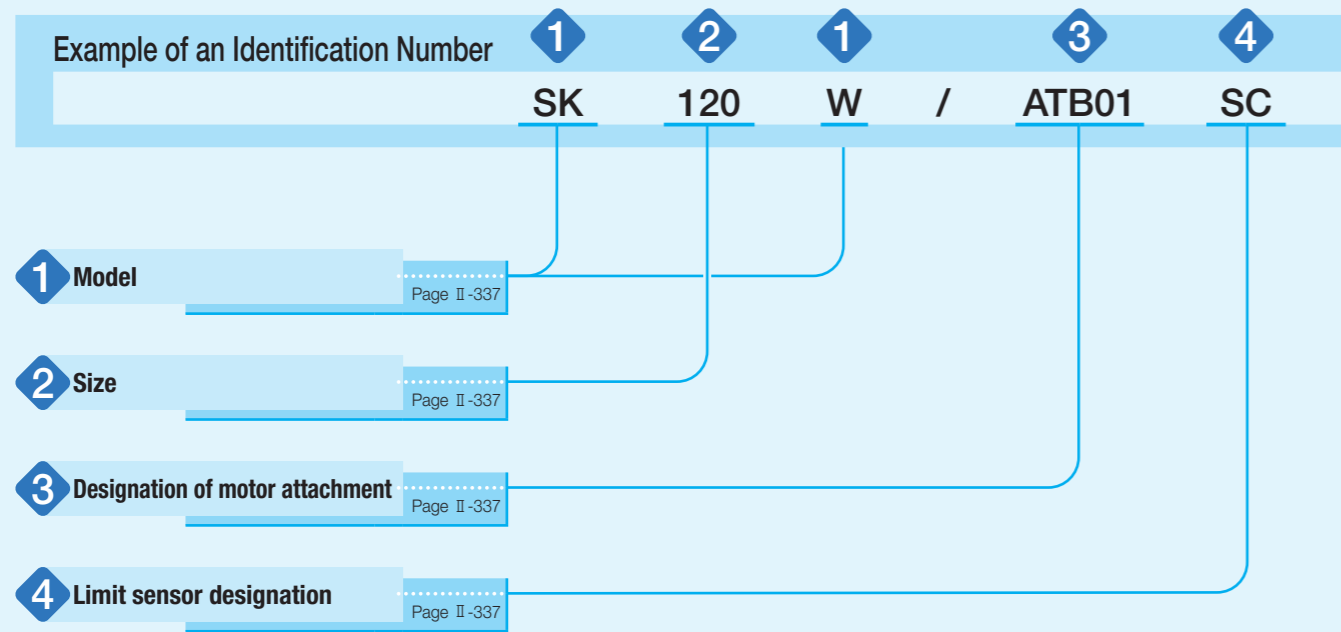 Example of an Identification Number
1 2 1 3 4
SK 120 W / ATB01 SC
1 Model
Page Ⅱ-337
2 Size
Page Ⅱ-337
3 Designation of motor attachment
Page Ⅱ-337
4 Limit sensor designation
Page Ⅱ-337